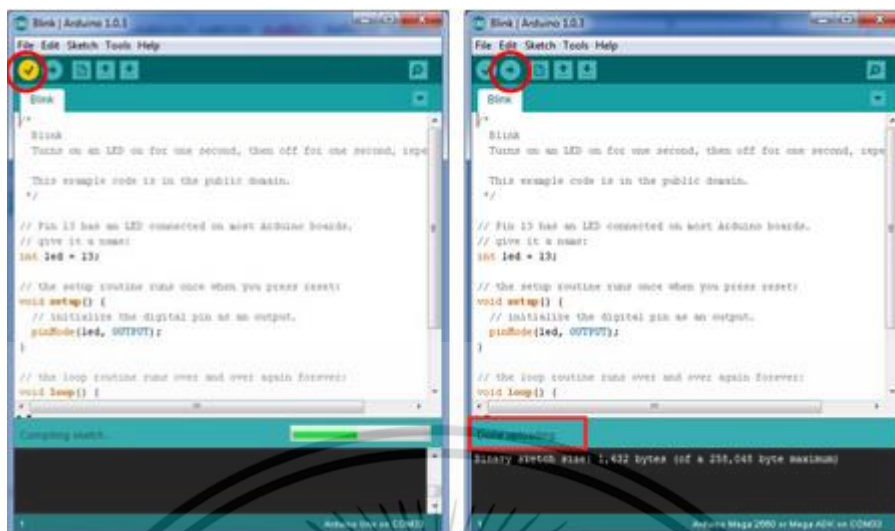 Blink | Arduino 1.0.3
File Edit Sketch Tools Help
Blink
/*
Blink
Turns on an LED on for one second, then off for one second, repe
This example code is in the public domain.
*/
// Pin 13 has an LED connected on most Arduino boards.
// give it a name:
int led = 13;
// the setup routine runs once when you press reset:
void setup() {
// initialize the digital pin as an output.
pinMode(led, OUTPUT);
}
// the loop routine runs over and over again forever:
void loop() {
Compiling sketch...
1
Arduino Uno on COM30
Blink | Arduino 1.0.3
File Edit Sketch Tools Help
Blink
/*
Blink
Turns on an LED on for one second, then off for one second, repe
This example code is in the public domain.
*/
// Pin 13 has an LED connected on most Arduino boards.
// give it a name:
int led = 13;
// the setup routine runs once when you press reset:
void setup() {
// initialize the digital pin as an output.
pinMode(led, OUTPUT);
}
// the loop routine runs over and over again forever:
void loop() {
Done uploading.
Binary sketch size: 1,632 bytes (of a 258,048 byte maximum)
1
Arduino Mega 2560 or Mega ADK on COM30